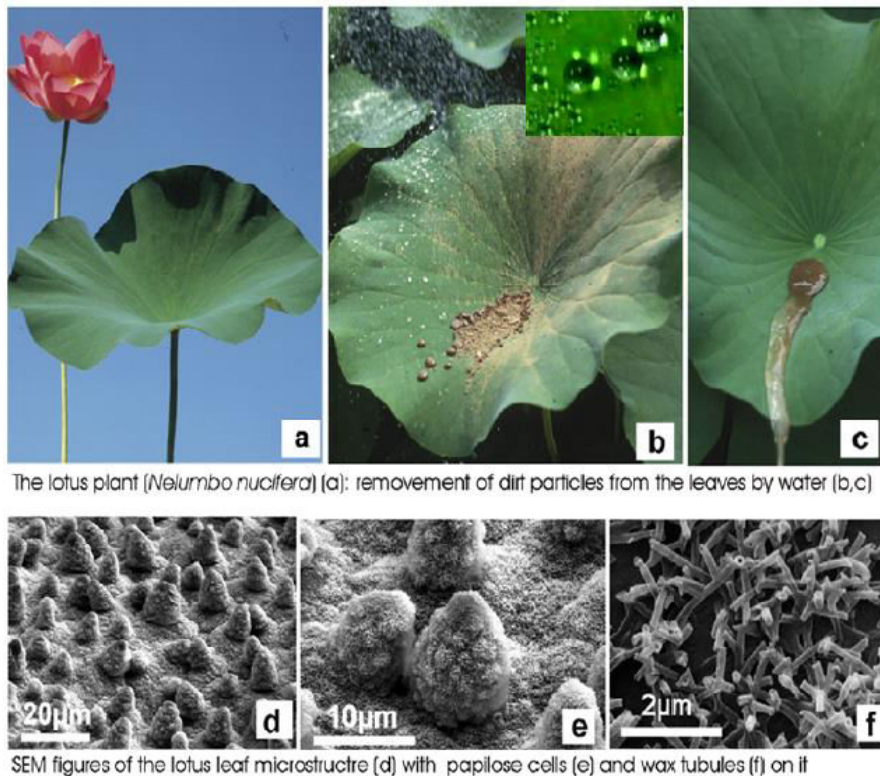 a
b
c
The lotus plant (Nelumbo nucifera) (a): removement of dirt particles from the leaves by water (b,c)
20µm
d
10µm
e
2µm
f
SEM figures of the lotus leaf microstructre (d) with papilose cells (e) and wax tubules (f) on it